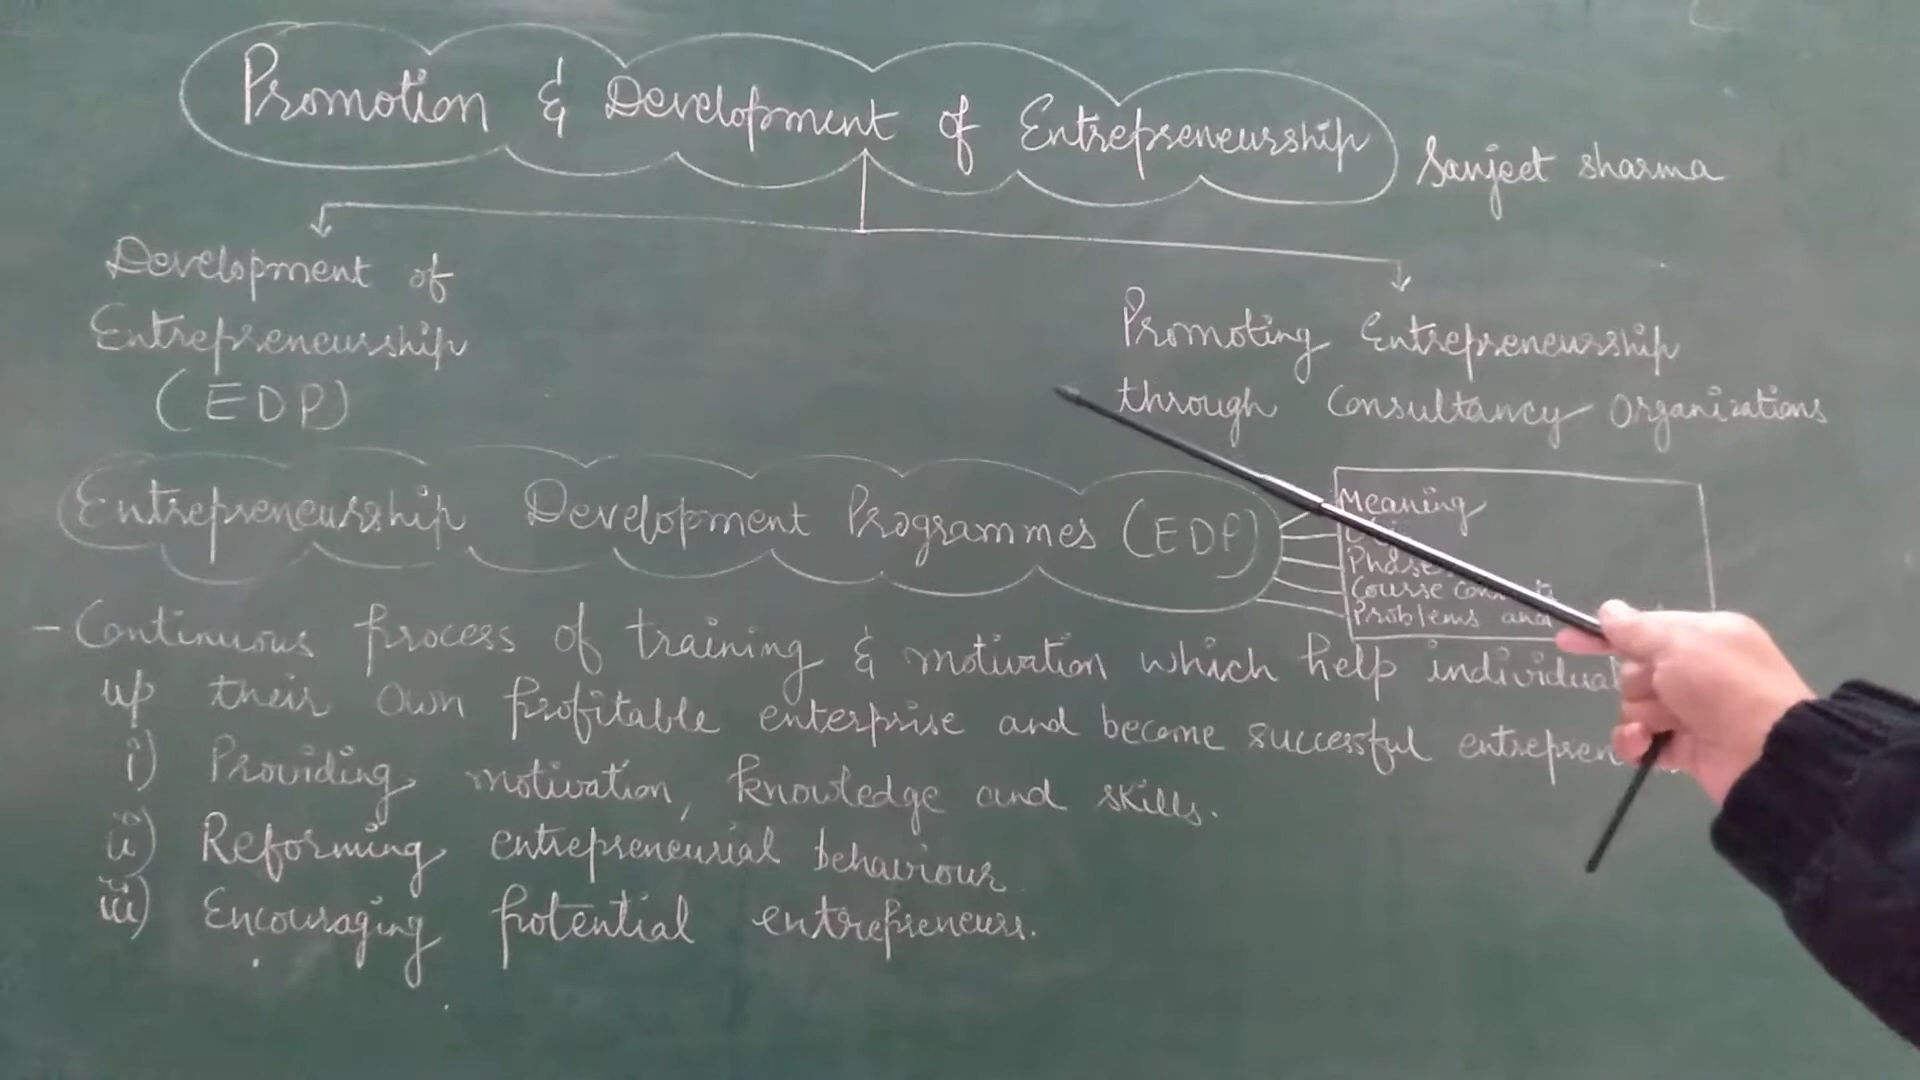 Promotion & Development of Entrepreneurship
Sanjeet sharma
Development of
Entrepreneurship
(EDP)
Promoting Entrepreneurship
through Consultancy Organizations
Entrepreneurship Development Programmes (EDP)
Meaning
Phase
Course
Problems and
- Continuous process of training & motivation which help individual
up their own profitable enterprise and become successful
i) Providing motivation, knowledge and skills.
ii) Reforming entrepreneurial behaviour
iii) Encouraging potential entrepreneurs.